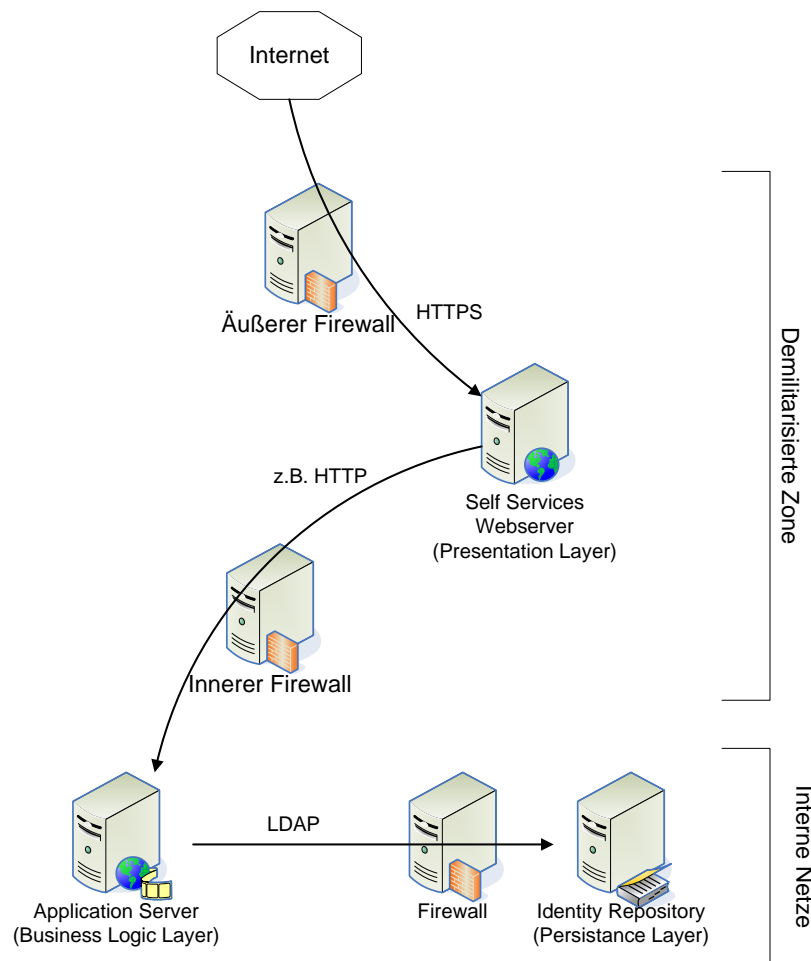 Internet
Äußerer Firewall
HTTPS
Self Services
Webserver
(Presentation Layer)
z.B. HTTP
Innerer Firewall
Demilitarisierte Zone
LDAP
Application Server
(Business Logic Layer)
Firewall
Identity Repository
(Persistance Layer)
Interne Netze